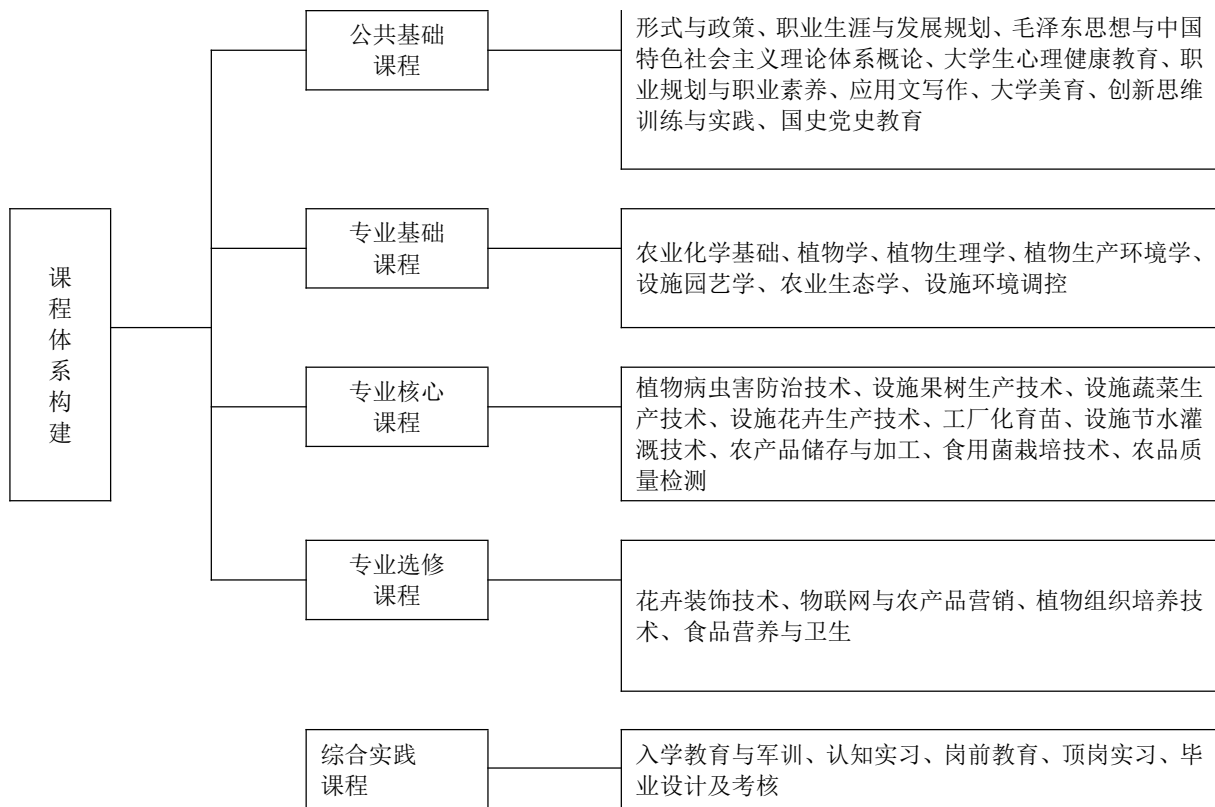 公共基础
课程
形式与政策、职业生涯与发展规划、毛泽东思想与中国
特色社会主义理论体系概论、大学生心理健康教育、职
业规划与职业素养、应用文写作、大学美育、创新思维
训练与实践、国史党史教育
课
程
体
系
构
建
专业基础
课程
农业化学基础、植物学、植物生理学、植物生产环境学、
设施园艺学、农业生态学、设施环境调控
专业核心
课程
植物病虫害防治技术、设施果树生产技术、设施蔬菜生
产技术、设施花卉生产技术、工厂化育苗、设施节水灌
溉技术、农产品储存与加工、食用菌栽培技术、农品质
量检测
专业选修
课程
花卉装饰技术、物联网与农产品营销、植物组织培养技
术、食品营养与卫生
综合实践
课程
入学教育与军训、认知实习、岗前教育、顶岗实习、毕
业设计及考核